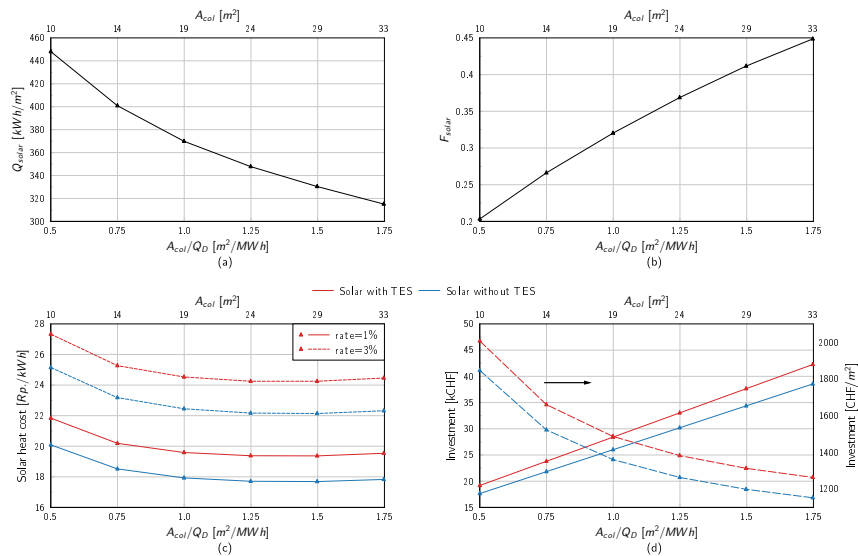 A_col [m²]
10 14 19 24 29 33
460
440
420
400
380
360
340
320
300
Q_solar [kWh/m²]
0.5 0.75 1.0 1.25 1.5 1.75
A_col/Q_D [m²/MWh]
(a)
A_col [m²]
10 14 19 24 29 33
0.45
0.4
0.35
0.3
0.25
0.2
F_solar
0.5 0.75 1.0 1.25 1.5 1.75
A_col/Q_D [m²/MWh]
(b)
Solar with TES Solar without TES
A_col [m²]
10 14 19 24 29 33
28
26
24
22
20
18
16
Solar heat cost [Rp./kWh]
rate=1%
rate=3%
0.5 0.75 1.0 1.25 1.5 1.75
A_col/Q_D [m²/MWh]
(c)
A_col [m²]
10 14 19 24 29 33
50
45
40
35
30
25
20
15
Investment [kCHF]
2000
1800
1600
1400
1200
Investment [CHF/m²]
0.5 0.75 1.0 1.25 1.5 1.75
A_col/Q_D [m²/MWh]
(d)